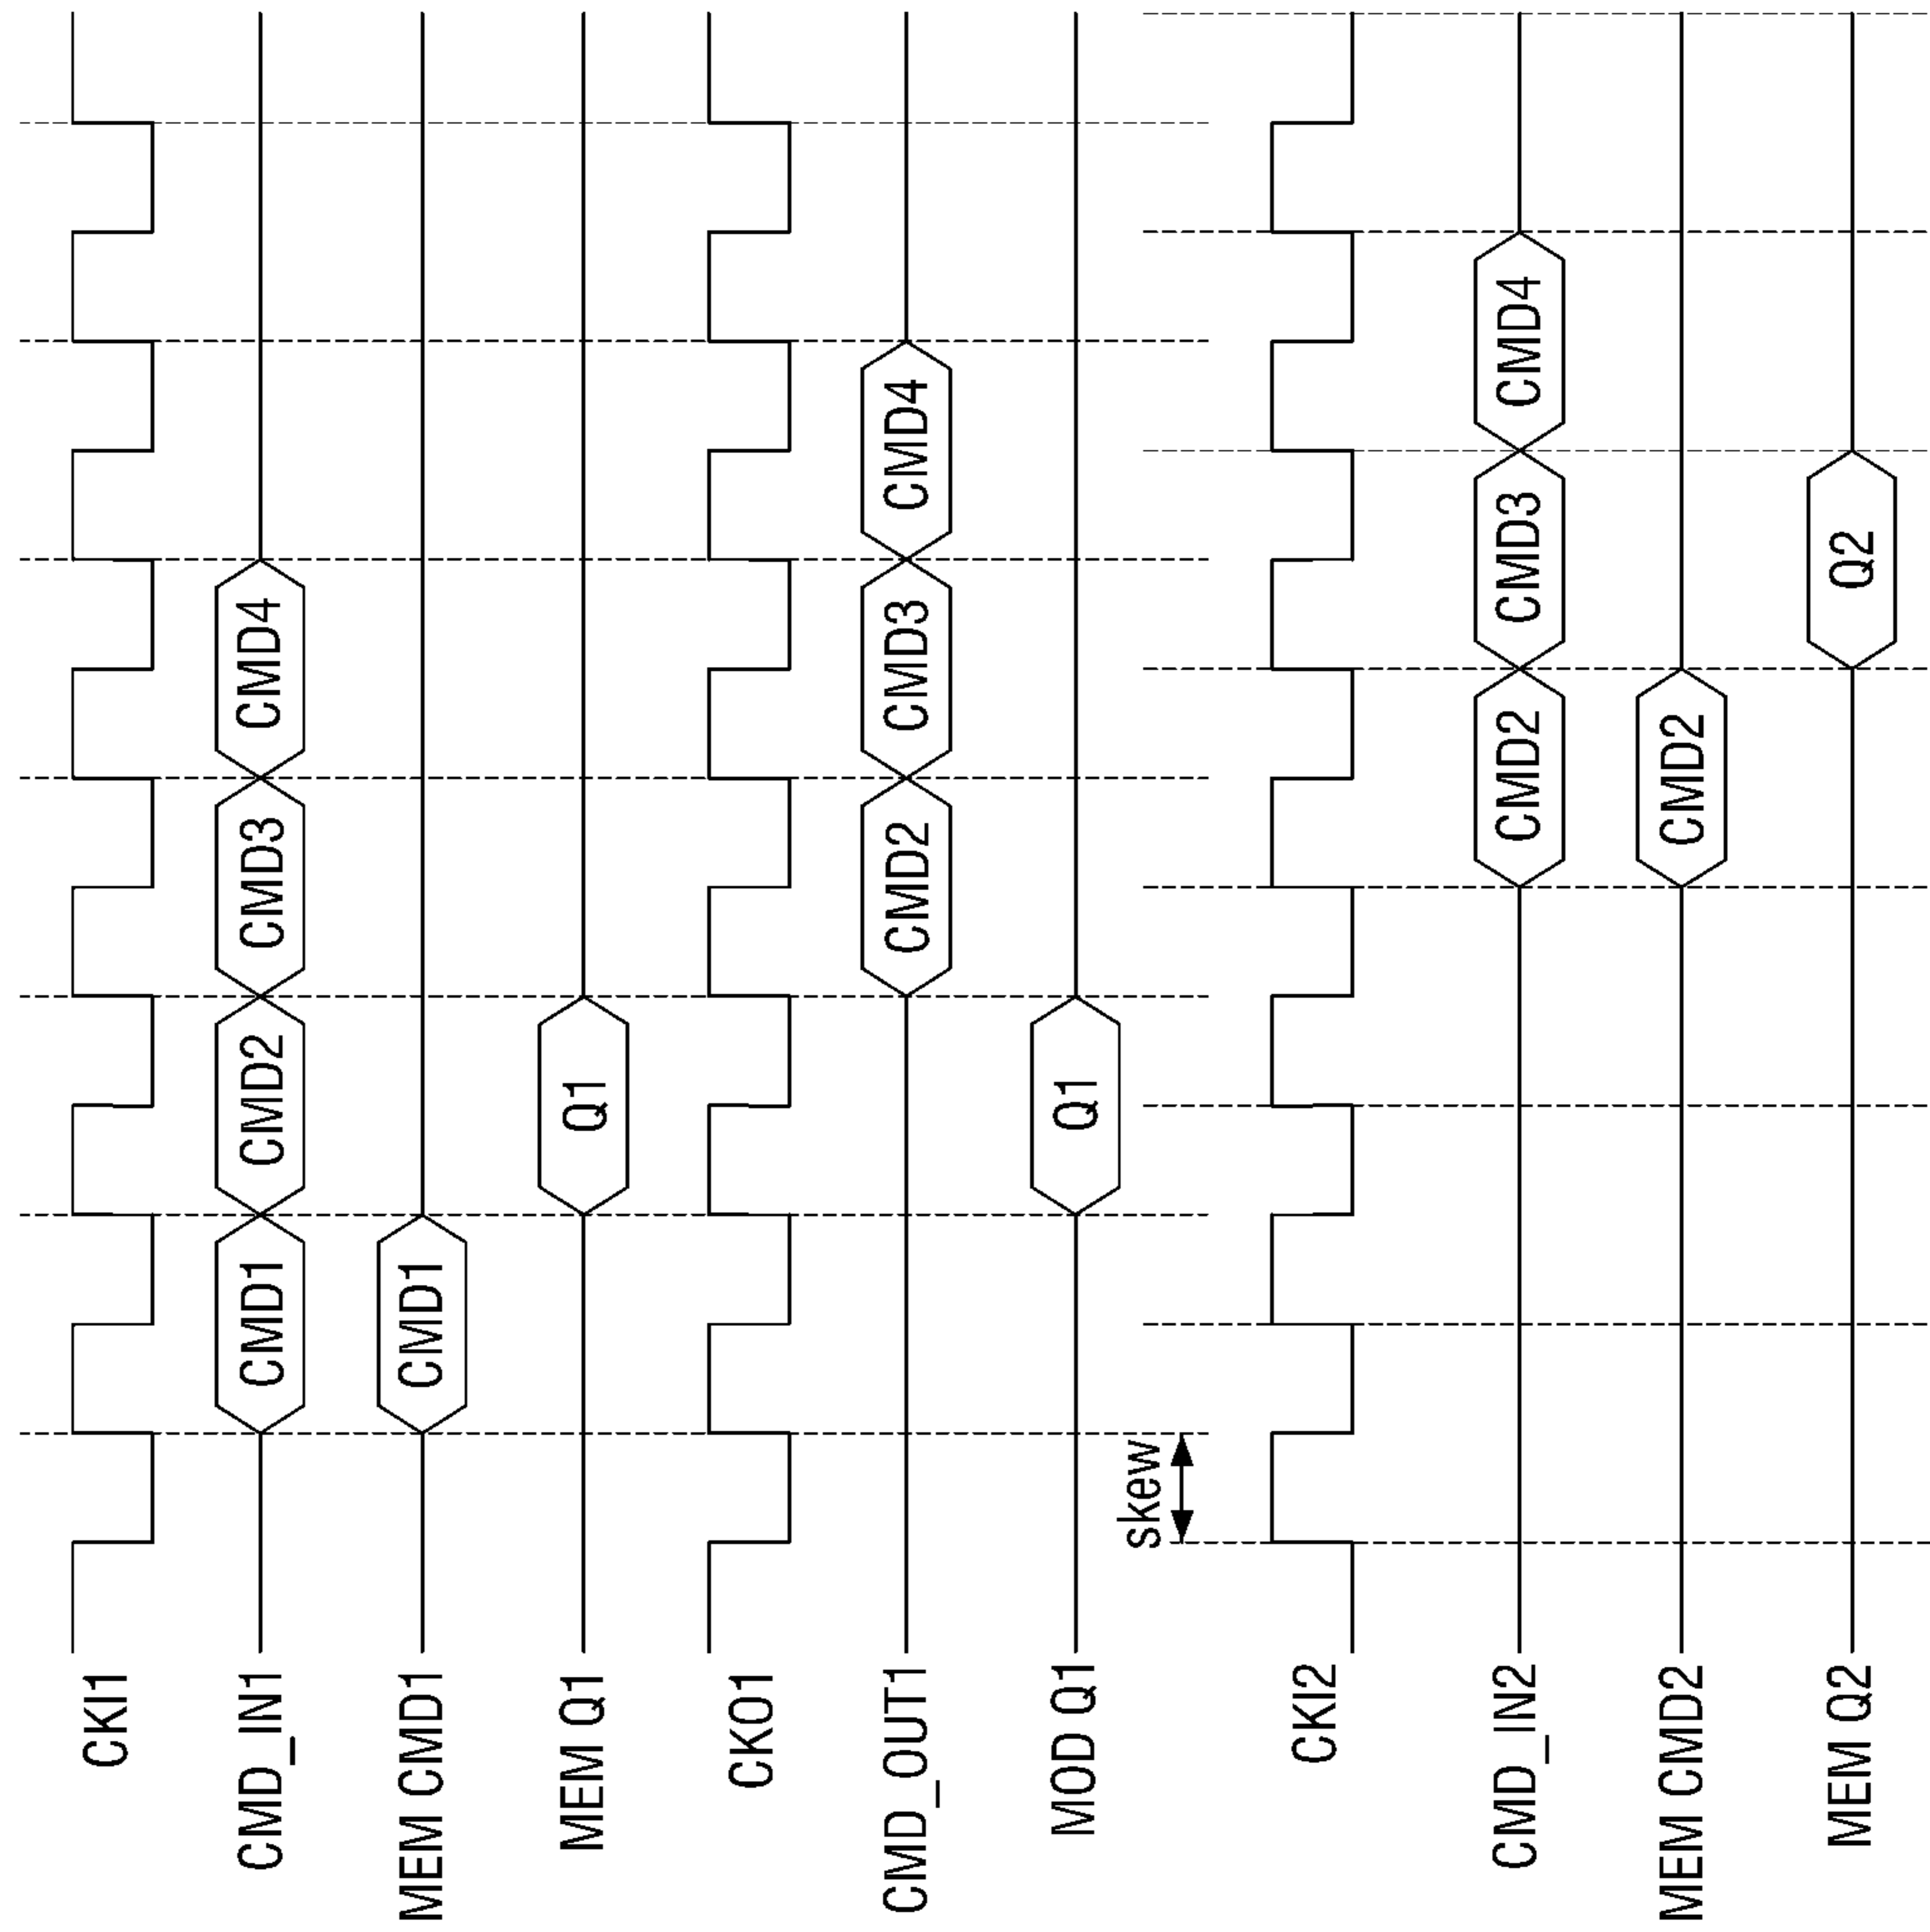 CKI1
CMD_IN1 CMD1 CMD2 CMD3 CMD4
MEM CMD1 CMD1
MEM Q1 Q1
CKO1
CMD_OUT1 CMD2 CMD3 CMD4
MOD Q1 Q1
skew
CKI2
CMD_IN2 CMD2 CMD3 CMD4
MEM CMD2 CMD2
MEM Q2 Q2